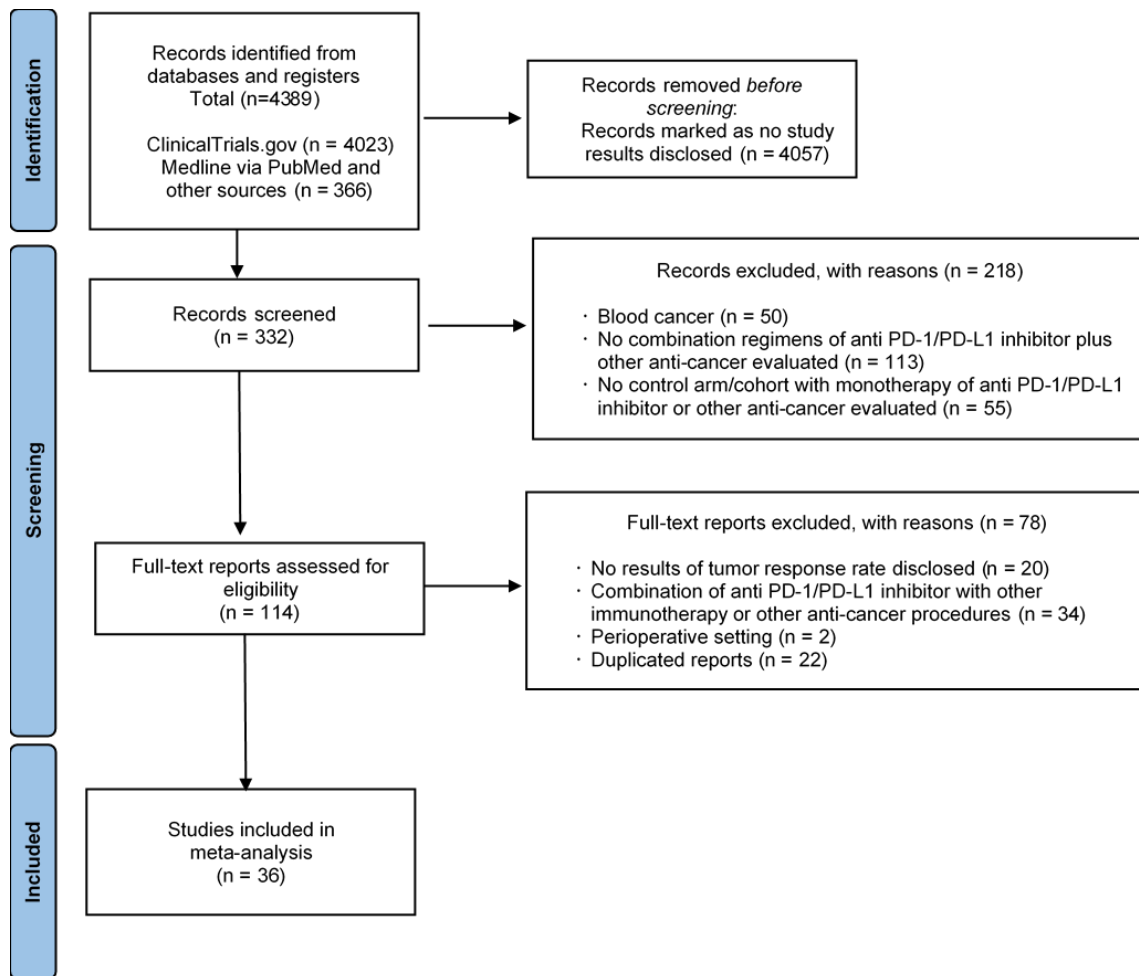 Identification
Records identified from
databases and registers
Total (n=4389)
ClinicalTrials.gov (n = 4023)
Medline via PubMed and
other sources (n = 366)
Records removed before
screening:
Records marked as no study
results disclosed (n = 4057)
Screening
Records screened
(n = 332)
Records excluded, with reasons (n = 218)
· Blood cancer (n = 50)
· No combination regimens of anti PD-1/PD-L1 inhibitor plus
other anti-cancer evaluated (n = 113)
· No control arm/cohort with monotherapy of anti PD-1/PD-L1
inhibitor or other anti-cancer evaluated (n = 55)
Full-text reports assessed for
eligibility
(n = 114)
Full-text reports excluded, with reasons (n = 78)
· No results of tumor response rate disclosed (n = 20)
· Combination of anti PD-1/PD-L1 inhibitor with other
immunotherapy or other anti-cancer procedures (n = 34)
· Perioperative setting (n = 2)
· Duplicated reports (n = 22)
Included
Studies included in
meta-analysis
(n = 36)